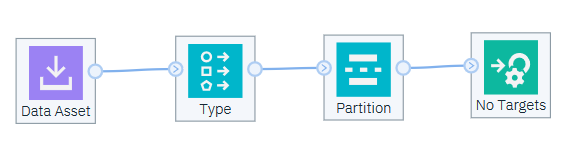 Data Asset
Type
Partition
No Targets